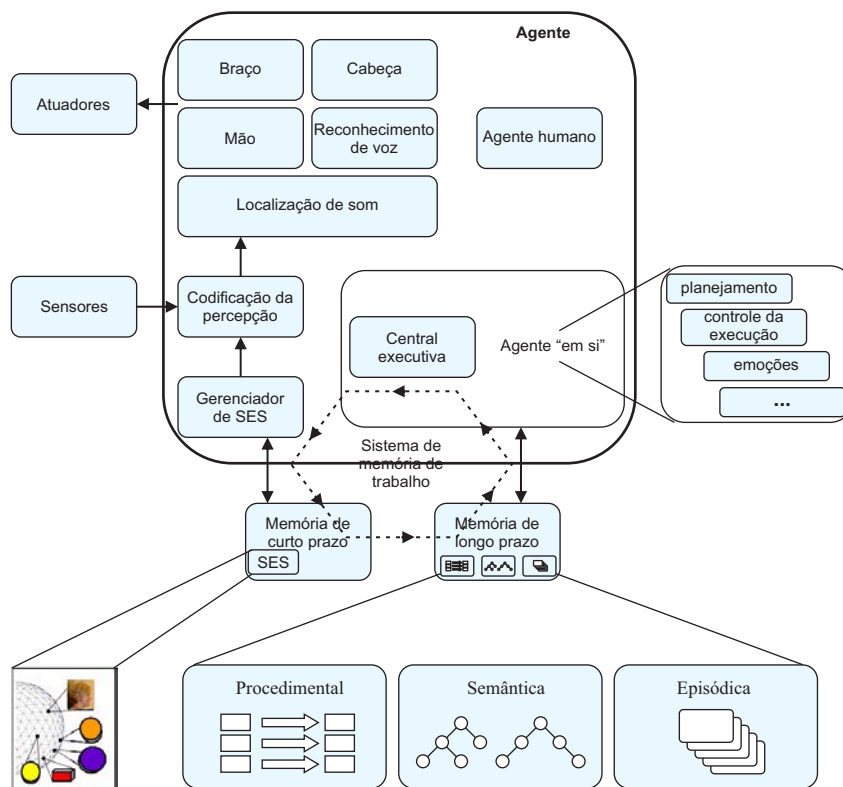 Agente
Braço
Cabeça
Atuadores
Mão
Reconhecimento
de voz
Agente humano
Localização de som
Sensores
Codificação da
percepção
Central
executiva
Agente “em si”
planejamento
controle da
execução
emoções
...
Gerenciador
de SES
Sistema de
memória de
trabalho
Memória de
curto prazo
SES
Memória de
longo prazo
Procedimental
Semântica
Episódica